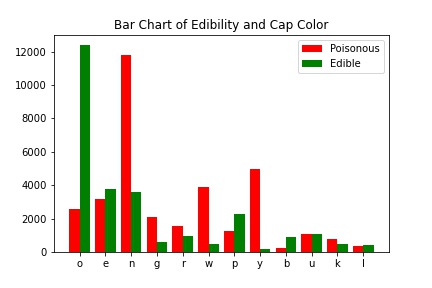 Bar Chart of Edibility and Cap Color
Poisonous
Edible
12000
10000
8000
6000
4000
2000
0
o e n g r w p y b u k l